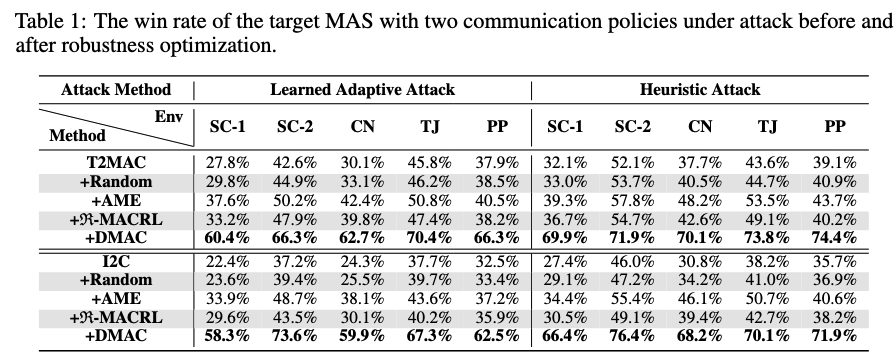 Table 1: The win rate of the target MAS with two communication policies under attack before and
after robustness optimization.
Attack Method Learned Adaptive Attack Heuristic Attack
Env
Method
SC-1 SC-2 CN TJ PP SC-1 SC-2 CN TJ PP
T2MAC 27.8% 42.6% 30.1% 45.8% 37.9% 32.1% 52.1% 37.7% 43.6% 39.1%
+Random 29.8% 44.9% 33.1% 46.2% 38.5% 33.0% 53.7% 40.5% 44.7% 40.9%
+AME 37.6% 50.2% 42.4% 50.8% 40.5% 39.3% 57.8% 48.2% 53.5% 43.7%
+ℜ-MACRL 33.2% 47.9% 39.8% 47.4% 38.2% 36.7% 54.7% 42.6% 49.1% 40.2%
+DMAC 60.4% 66.3% 62.7% 70.4% 66.3% 69.9% 71.9% 70.1% 73.8% 74.4%
I2C 22.4% 37.2% 24.3% 37.7% 32.5% 27.4% 46.0% 30.8% 38.2% 35.7%
+Random 23.6% 39.4% 25.5% 39.7% 33.4% 29.1% 47.2% 34.2% 41.0% 36.9%
+AME 33.9% 48.7% 38.1% 43.6% 37.2% 34.4% 55.4% 46.1% 50.7% 40.6%
+ℜ-MACRL 29.6% 43.5% 30.1% 40.2% 35.9% 30.5% 49.1% 39.4% 42.7% 38.2%
+DMAC 58.3% 73.6% 59.9% 67.3% 62.5% 66.4% 76.4% 68.2% 70.1% 71.9%